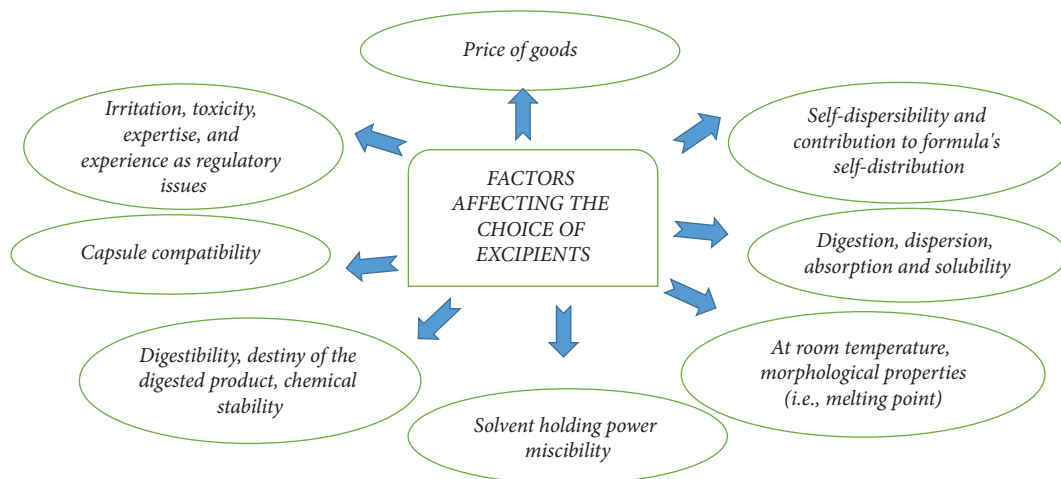 Price of goods
Irritation, toxicity,
expertise, and
experience as regulatory
issues
Self-dispersibility and
contribution to formula's
self-distribution
FACTORS
AFFECTING THE
CHOICE OF
EXCIPIENTS
Capsule compatibility
Digestion, dispersion,
absorption and solubility
Digestibility, destiny of the
digested product, chemical
stability
At room temperature,
morphological properties
(i.e., melting point)
Solvent holding power
miscibility